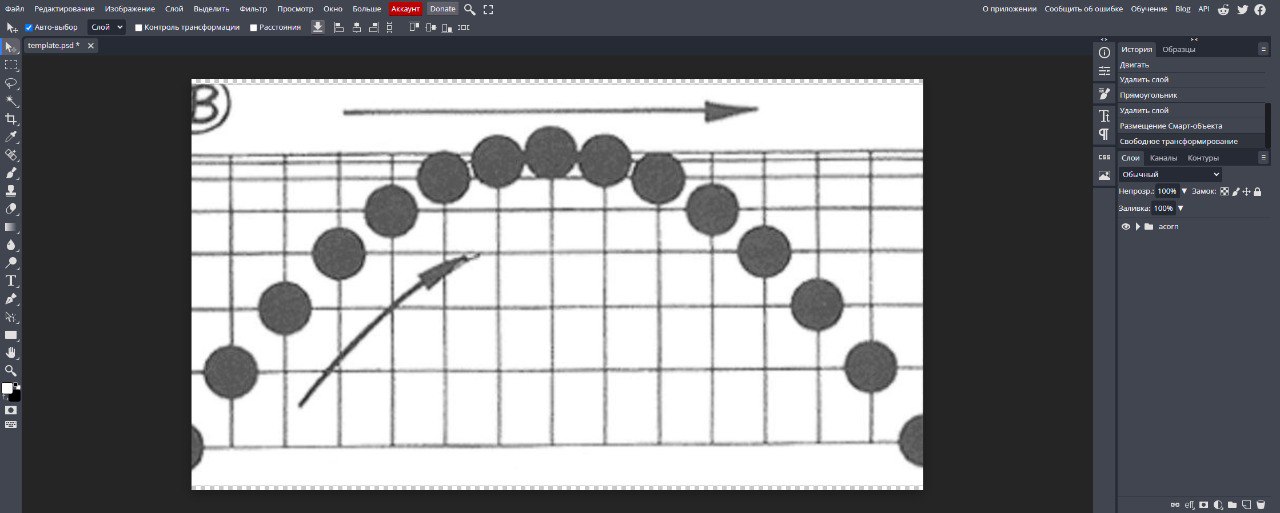 Файл Редактирование Изображение Слой Выделить Фильтр Просмотр Окно Больше Аккаунт Donate О приложении Сообщить об ошибке Обучение Blog API
Авто-выбор Слой Контроль трансформации Расстояния
template.psd *
B
История Образцы
Двигать
Удалить слой
Прямоугольник
Удалить слой
Размещение Смарт-объекта
Свободное трансформирование
CSS
Слои Каналы Контуры
Обычный
Непрозр.: 100% Замок:
Заливка: 100%
acorn
eff